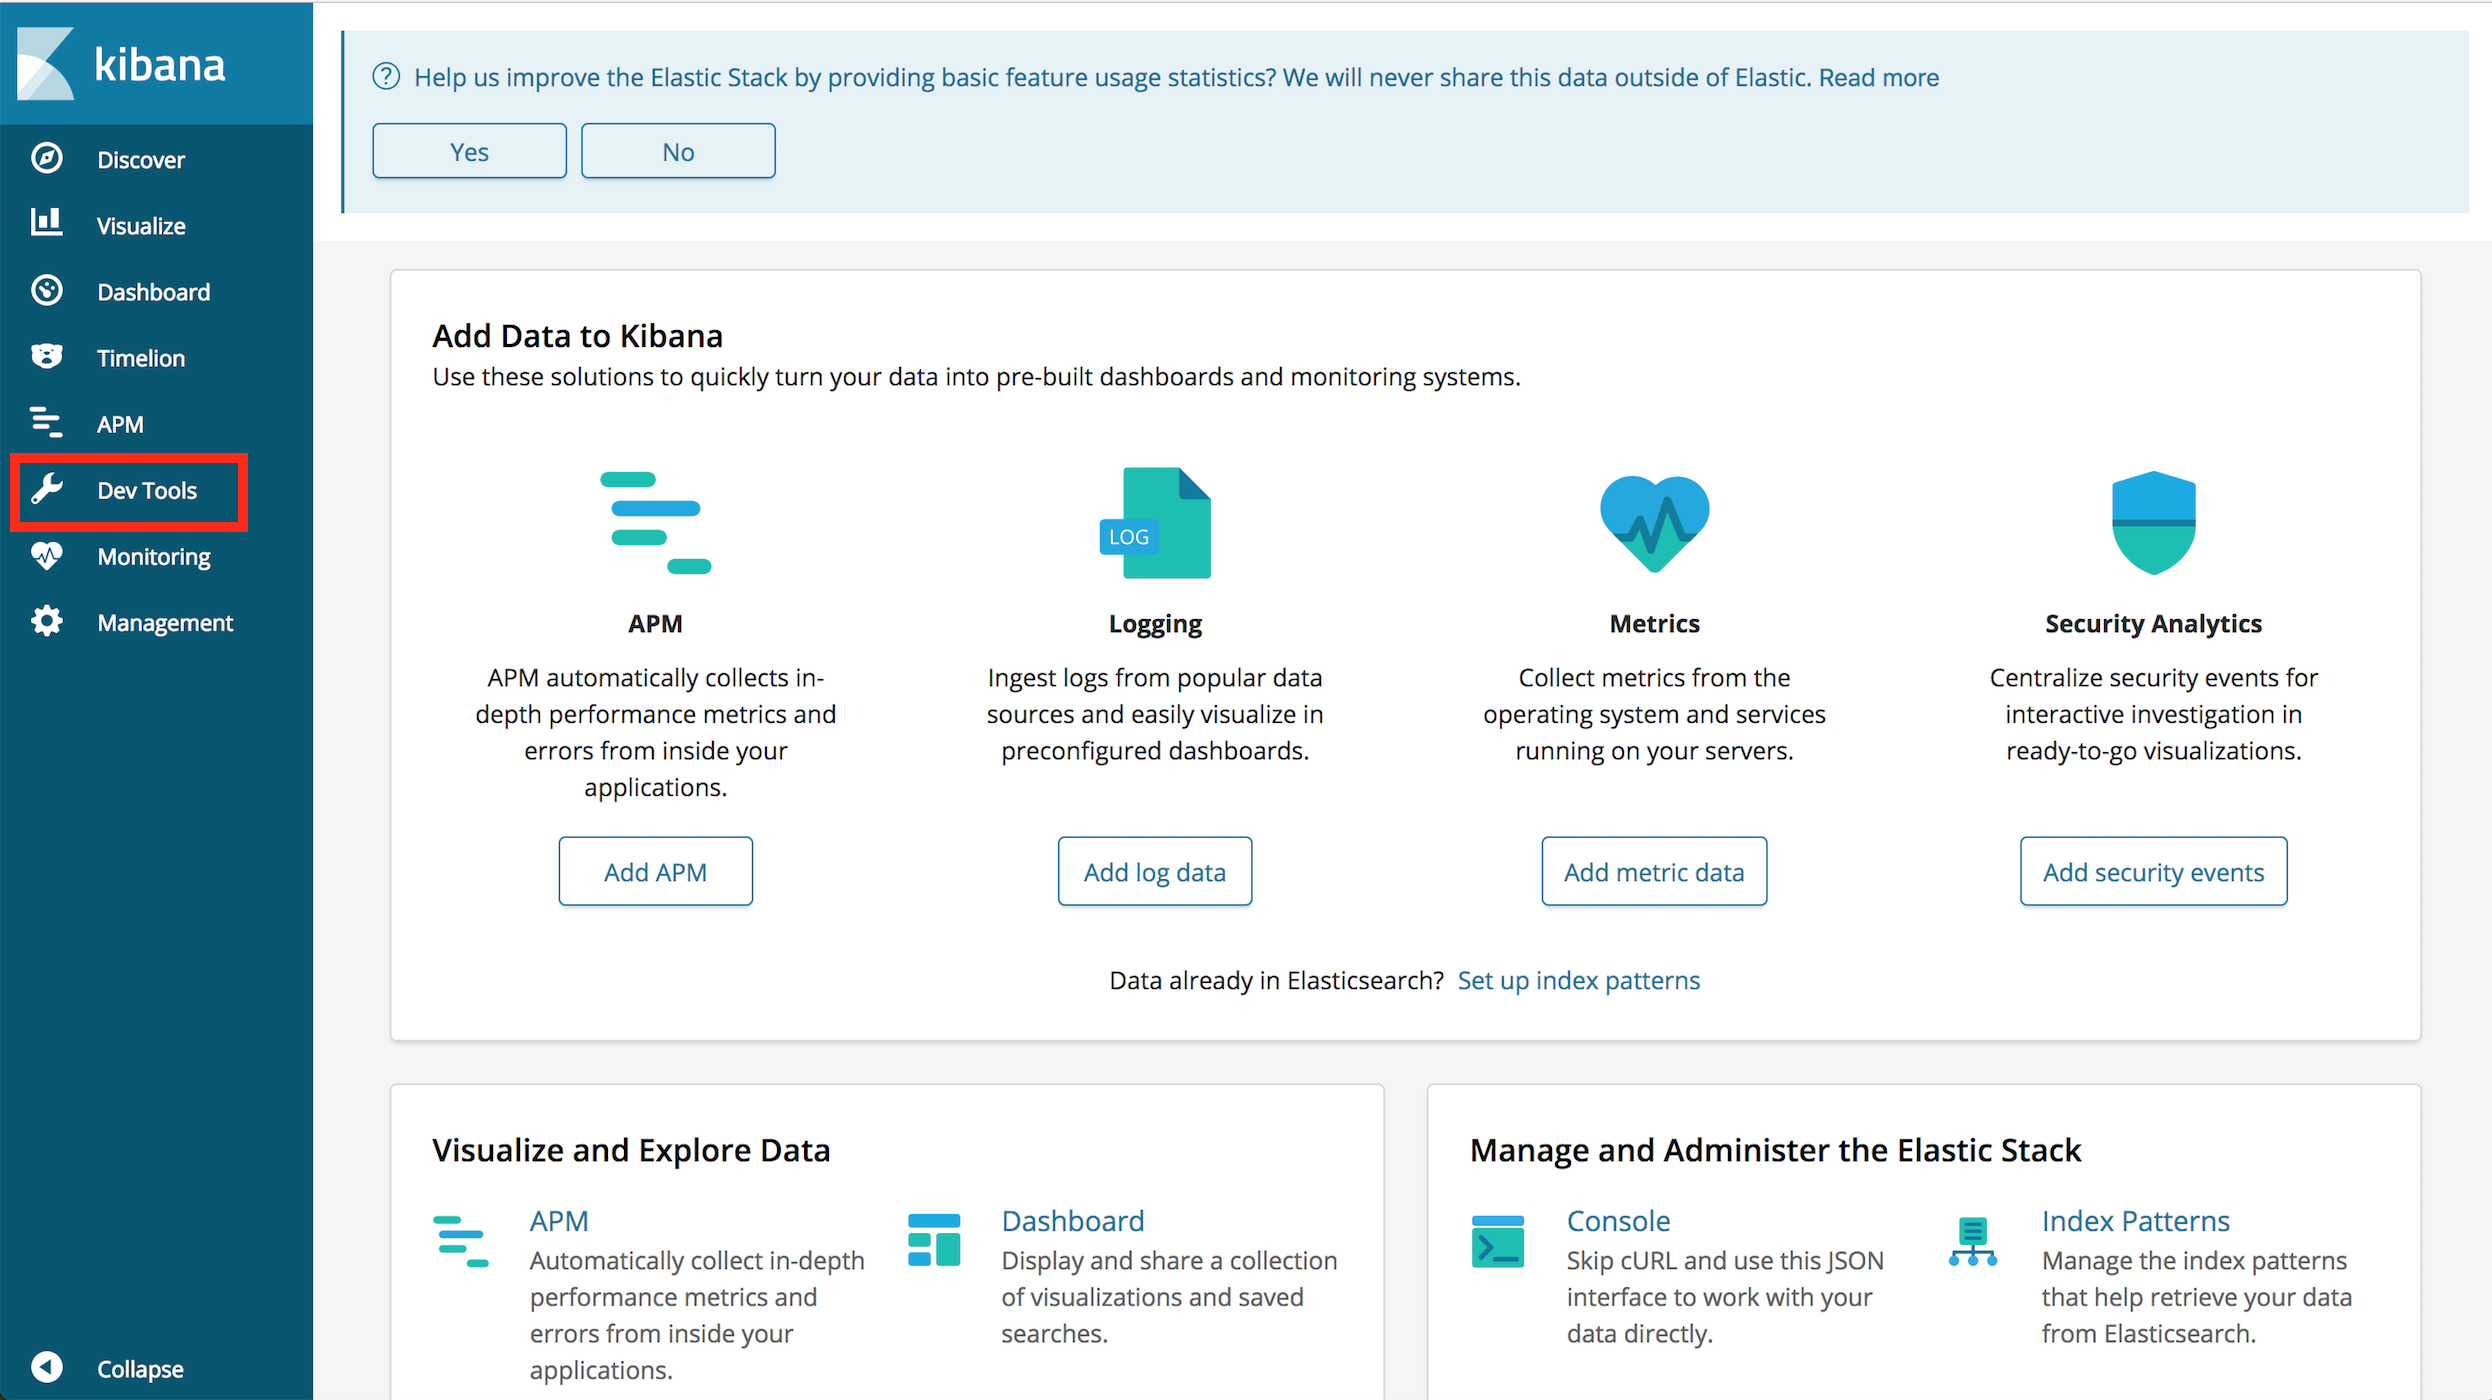 kibana
Discover
Visualize
Dashboard
Timelion
APM
Dev Tools
Monitoring
Management
Collapse
Help us improve the Elastic Stack by providing basic feature usage statistics? We will never share this data outside of Elastic. Read more
Yes
No
Add Data to Kibana
Use these solutions to quickly turn your data into pre-built dashboards and monitoring systems.
APM
APM automatically collects in-
depth performance metrics and
errors from inside your
applications.
Add APM
LOG
Logging
Ingest logs from popular data
sources and easily visualize in
preconfigured dashboards.
Add log data
Metrics
Collect metrics from the
operating system and services
running on your servers.
Add metric data
Security Analytics
Centralize security events for
interactive investigation in
ready-to-go visualizations.
Add security events
Data already in Elasticsearch? Set up index patterns
Visualize and Explore Data
APM
Automatically collect in-depth
performance metrics and
errors from inside your
applications.
Dashboard
Display and share a collection
of visualizations and saved
searches.
Manage and Administer the Elastic Stack
Console
Skip cURL and use this JSON
interface to work with your
data directly.
Index Patterns
Manage the index patterns
that help retrieve your data
from Elasticsearch.